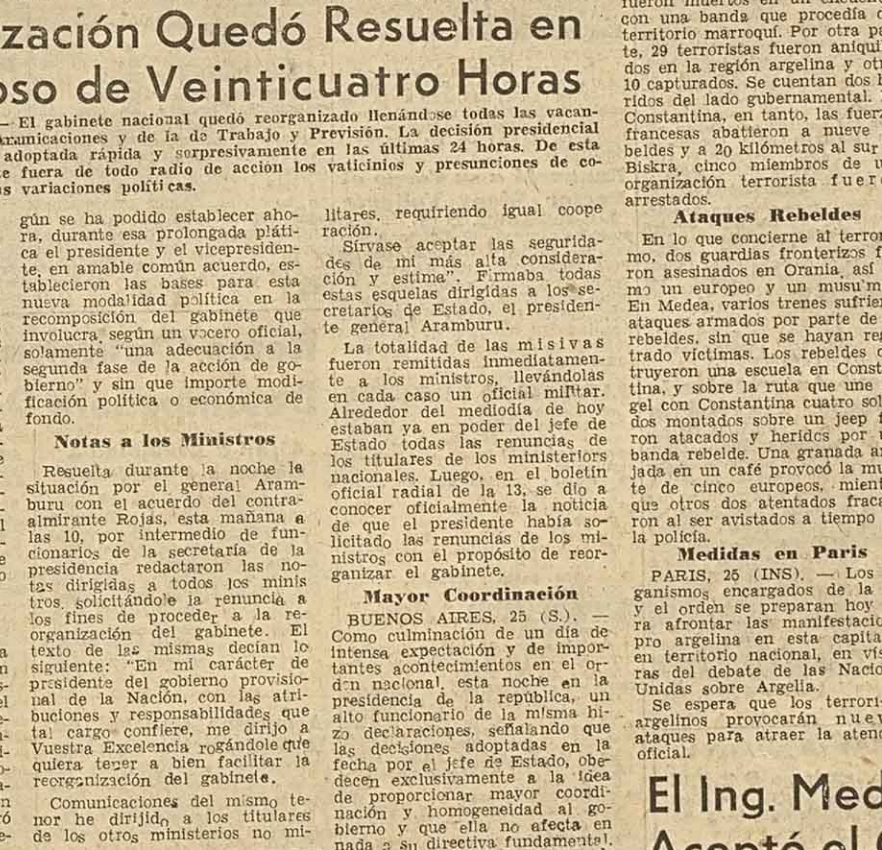 zación Quedó Resuelta en
oso de Veinticuatro Horas
— El gabinete nacional quedó reorganizado llenándose todas las vacan-
municaciones y de la de Trabajo y Previsión. La decisión presidencial
adoptada rápida y sorpresivamente en las últimas 24 horas. De esta
e fuera de todo radio de acción los vaticinios y presunciones de co-
s variaciones políticas.
gún se ha podido establecer aho-
ra, durante esa prolongada pláti-
ca el presidente y el vicepresiden-
te, en amable común acuerdo, es-
tablecieron las bases para esta
nueva modalidad política en la
recomposición del gabinete que
involucra, según un vocero oficial,
solamente "una adecuación a la
segunda fase de la acción de go-
bierno" y sin que importe modi-
ficación política o económica de
fondo.
Notas a los Ministros
Resuelta durante la noche la
situación por el general Aram-
buru con el acuerdo del contra-
almirante Rojas, esta mañana a
las 10, por intermedio de fun-
cionarios de la secretaría de la
presidencia redactaron las no-
tas dirigidas a todos los minis
tros, solicitándole la renuncia a
los fines de proceder a la re-
organización del gabinete. El
texto de las mismas decían lo
siguiente: "En mi carácter de
presidente del gobierno provisio-
nal de la Nación, con las atri-
buciones y responsabilidades que
tal cargo confiere, me dirijo a
Vuestra Excelencia rogándole quie
quiera tener a bien facilitar la
reorganización del gabinete.
Comunicaciones del mismo te-
nor he dirijido a los titulares
de los otros ministerios no mi-
litares, requiriendo igual coope
ración.
Sírvase aceptar las segurida-
des de mi más alta considera-
ción y estima". Firmaba todas
estas esquelas dirigidas a los se-
cretarios de Estado, el presiden-
te general Aramburu.
La totalidad de las misivas
fueron remitidas inmediatamen-
te a los ministros, llevándolas
en cada caso un oficial militar.
Alrededor del mediodía de hoy
estaban ya en poder del jefe de
Estado todas las renuncias de
los titulares de los ministeriors
nacionales. Luego, en el boletín
oficial radial de la 13, se dio a
conocer oficialmente la noticia
de que el presidente había so-
licitado las renuncias de los mi-
nistros con el propósito de reor-
ganizar el gabinete.
Mayor Coordinación
BUENOS AIRES, 25 (S.). —
Como culminación de un día de
intensa expectación y de impor-
tantes acontecimientos en el or-
den nacional, esta noche en la
presidencia de la república, un
alto funcionario de la misma hi-
zo declaraciones, señalando que
las decisiones adoptadas en la
fecha por el jefe de Estado, obe-
decen exclusivamente a la idea
de proporcionar mayor coordi-
nación y homogeneidad al go-
bierno y que ella no afecta en
nada a su directiva fundamental.
con una banda que procedía d
territorio marroquí. Por otra pa
te, 29 terroristas fueron aniqui
dos en la región argelina y otr
10 capturados. Se cuentan dos h
ridos del lado gubernamental.
Constantina, en tanto, las fuerz
francesas abatieron a nueve
beldes y a 20 kilómetros al sur
Biskra, cinco miembros de u
organización terrorista fuero
arrestados.
Ataques Rebeldes
En lo que concierne al terror
mo, dos guardias fronterizos f
ron asesinados en Orania, así
mo un europeo y un musu'm
En Medea, varios trenes sufrier
ataques armados por parte de
rebeldes, sin que se hayan reg
trado víctimas. Los rebeldes d
truyeron una escuela en Const
tina, y sobre la ruta que une
gel con Constantina cuatro sol
dos montados sobre un jeep f
ron atacados y heridos por u
banda rebelde. Una granada ar
jada en un café provocó la mu
te de cinco europeos, mient
que otros dos atentados fraca
ron al ser avistados a tiempo
la policía.
Medidas en Paris
PARIS, 25 (INS). — Los
ganismos encargados de la
y el orden se preparan hoy
ra afrontar las manifestacio
pro argelina en esta capita
en territorio nacional, en vís
ras del debate de las Nacio
Unidas sobre Argelia.
Se espera que los terrori-
argelinos provocarán nuev
ataques para atraer la atenc
oficial.
El Ing. Med
Aceptó el